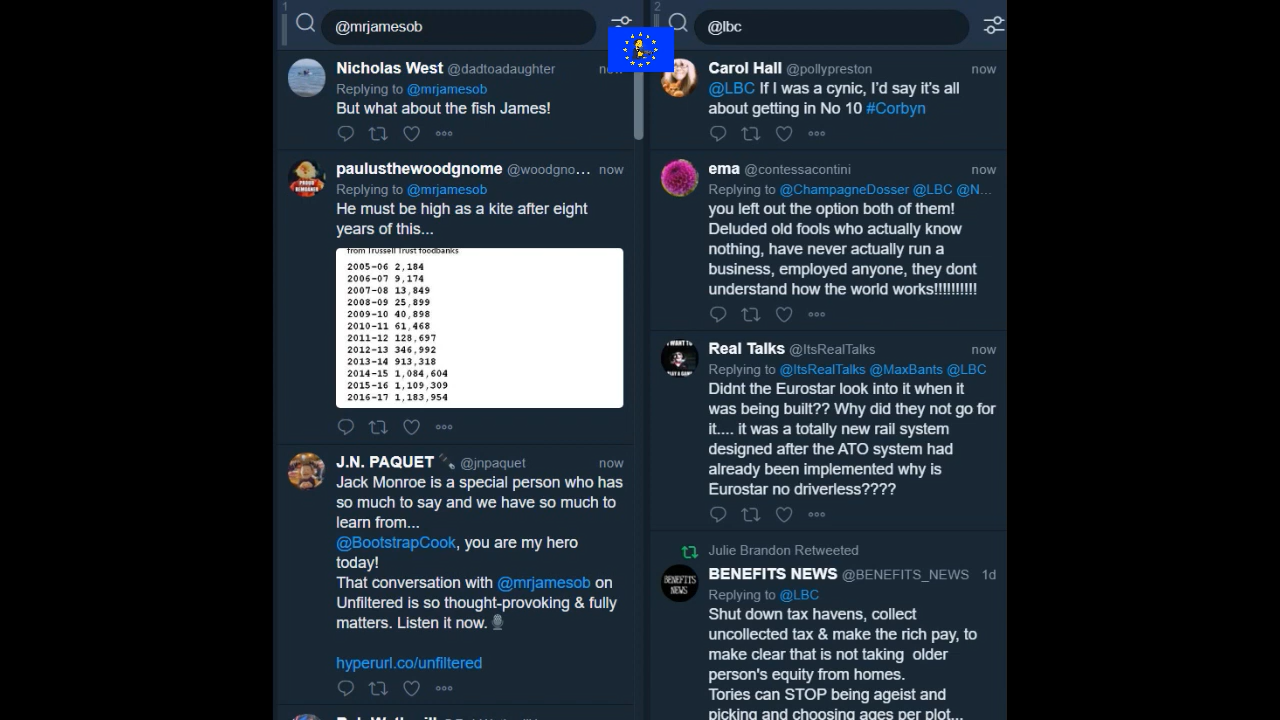 1
@mrjamesob
Nicholas West @dadtoadaughter now
Replying to @mrjamesob
But what about the fish James!
paulusthewoodgnome @woodgno... now
Replying to @mrjamesob
He must be high as a kite after eight
years of this...
from Trussell Trust foodbanks
2005-06 2,184
2006-07 9,174
2007-08 13,849
2008-09 25,899
2009-10 40,898
2010-11 61,468
2011-12 128,697
2012-13 346,992
2013-14 913,318
2014-15 1,084,604
2015-16 1,109,309
2016-17 1,183,954
J.N. PAQUET @jnpaquet now
Jack Monroe is a special person who has
so much to say and we have so much to
learn from...
@BootstrapCook, you are my hero
today!
That conversation with @mrjamesob on
Unfiltered is so thought-provoking & fully
matters. Listen it now.
hyperurl.co/unfiltered
2
@lbc
Carol Hall @pollypreston now
@LBC If I was a cynic, I'd say it's all
about getting in No 10 #Corbyn
ema @contessacontini now
Replying to @ChampagneDosser @LBC @N...
you left out the option both of them!
Deluded old fools who actually know
nothing, have never actually run a
business, employed anyone, they dont
understand how the world works!!!!!!!!!!
Real Talks @ItsRealTalks now
Replying to @ItsRealTalks @MaxBants @LBC
Didnt the Eurostar look into it when it
was being built?? Why did they not go for
it.... it was a totally new rail system
designed after the ATO system had
already been implemented why is
Eurostar no driverless????
Julie Brandon Retweeted
BENEFITS NEWS @BENEFITS_NEWS 1d
Replying to @LBC
Shut down tax havens, collect
uncollected tax & make the rich pay, to
make clear that is not taking older
person's equity from homes.
Tories can STOP being ageist and
picking and choosing ages per plot...